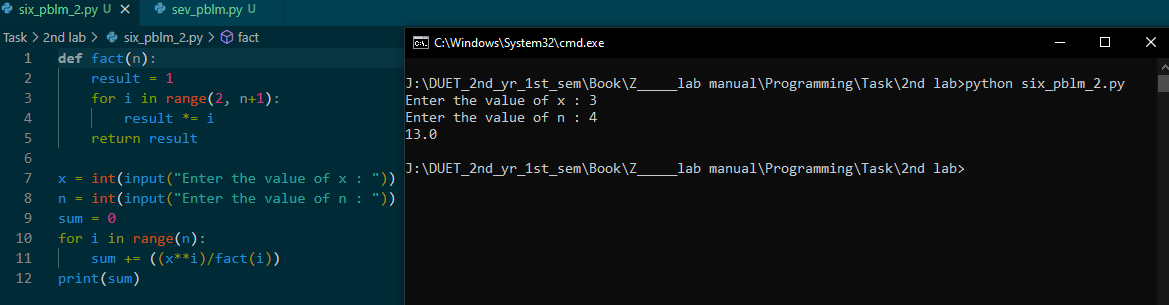 six_pblm_2.py U × sev_pblm.py U
Task > 2nd lab > six_pblm_2.py > fact
1 def fact(n):
2 result = 1
3 for i in range(2, n+1):
4 result *= i
5 return result
6
7 x = int(input("Enter the value of x : "))
8 n = int(input("Enter the value of n : "))
9 sum = 0
10 for i in range(n):
11 sum += ((x**i)/fact(i))
12 print(sum)
C:\Windows\System32\cmd.exe
J:\DUET_2nd_yr_1st_sem\Book\Z_____lab manual\Programming\Task\2nd lab>python six_pblm_2.py
Enter the value of x : 3
Enter the value of n : 4
13.0
J:\DUET_2nd_yr_1st_sem\Book\Z_____lab manual\Programming\Task\2nd lab>